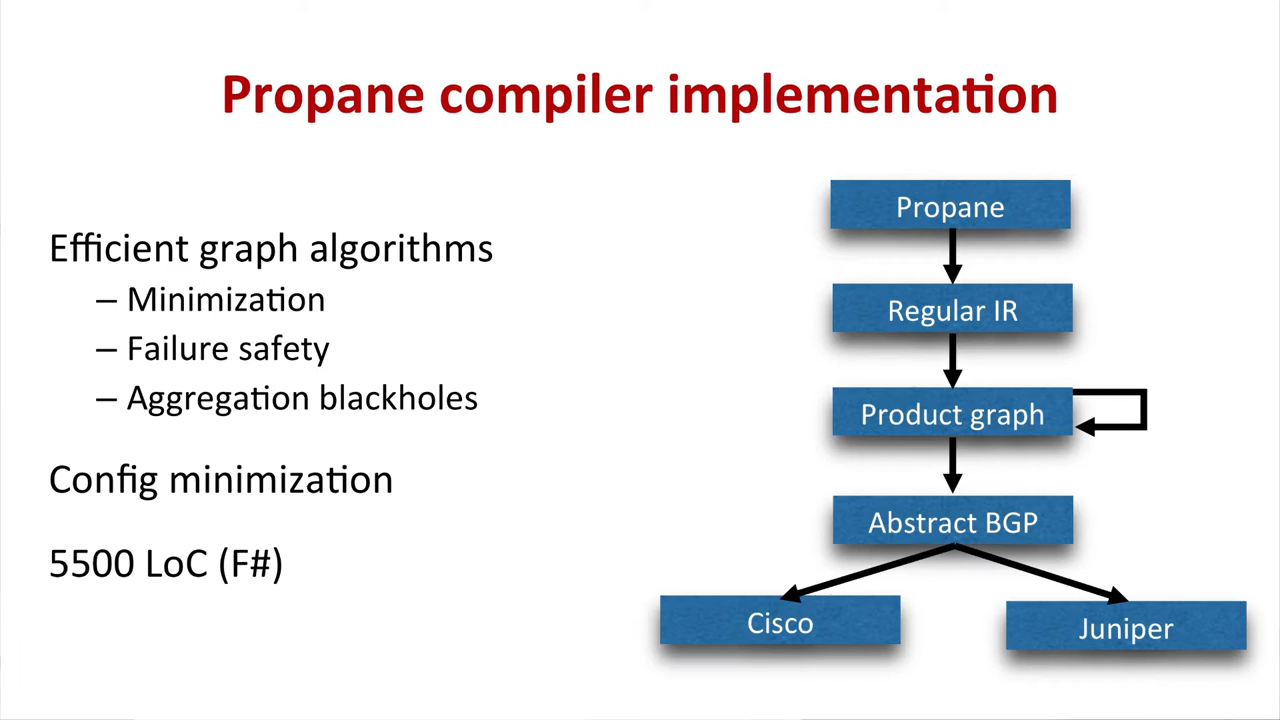 Propane compiler implementation
Efficient graph algorithms
– Minimization
– Failure safety
– Aggregation blackholes
Config minimization
5500 LoC (F#)
Propane
Regular IR
Product graph
Abstract BGP
Cisco
Juniper